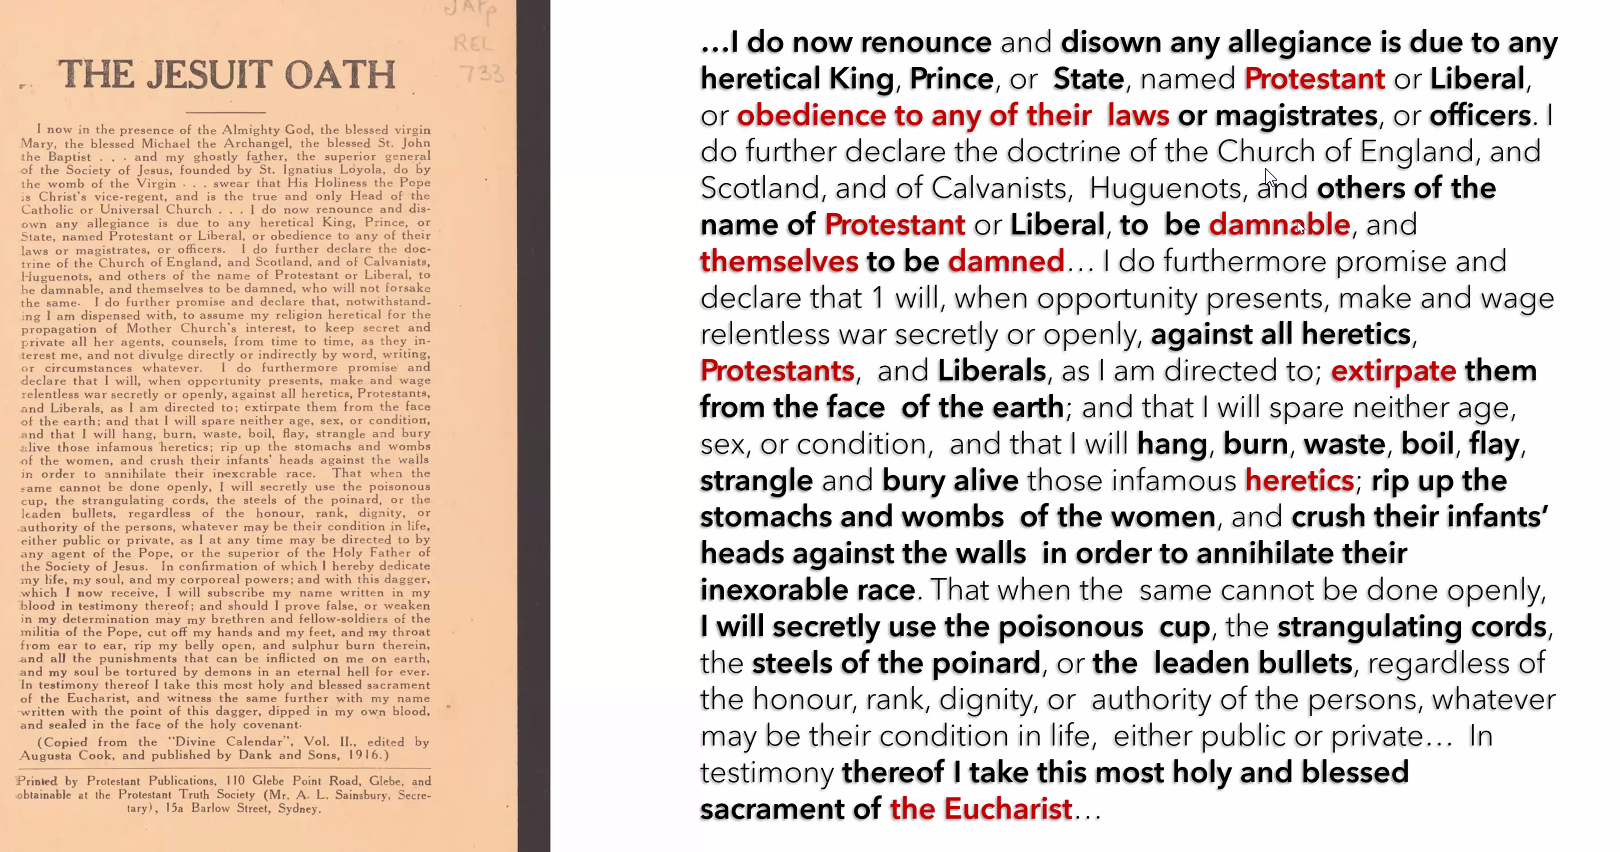 JAFp
REL
733
THE JESUIT OATH
I now in the presence of the Almighty God, the blessed virgin
Mary, the blessed Michael the Archangel, the blessed St. John
the Baptist . . . and my ghostly father, the superior general
of the Society of Jesus, founded by St. Ignatius Loyola, do by
the womb of the Virgin . . . swear that His Holiness the Pope
is Christ's vice-regent, and is the true and only Head of the
Catholic or Universal Church . . . I do now renounce and dis-
own any allegiance is due to any heretical King, Prince, or
State, named Protestant or Liberal, or obedience to any of their
laws or magistrates, or officers. I do further declare the doc-
trine of the Church of England, and Scotland, and of Calvanists,
Huguenots, and others of the name of Protestant or Liberal, to
be damnable, and themselves to be damned, who will not forsake
the same. I do further promise and declare that, notwithstand-
ing I am dispensed with, to assume my religion heretical for the
propagation of Mother Church's interest, to keep secret and
private all her agents, counsels, from time to time, as they in-
terest me, and not divulge directly or indirectly by word, writing,
or circumstances whatever. I do furthermore promise and
declare that I will, when oppcrtunity presents, make and wage
relentless war secretly or openly, against all heretics, Protestants,
and Liberals, as I am directed to; extirpate them from the face
of the earth; and that I will spare neither age, sex, or condition,
and that I will hang, burn, waste, boil, flay, strangle and bury
alive those infamous heretics; rip up the stomachs and wombs
of the women, and crush their infants' heads against the walls
in order to annihilate their inexcrable race. That when the
same cannot be done openly, I will secretly use the poisonous
cup, the strangulating cords, the steels of the poinard, or the
leaden bullets, regardless of the honour, rank, dignity, or
authority of the persons, whatever may be their condition in life,
either public or private, as I at any time may be directed to by
any agent of the Pope, or the superior of the Holy Father of
the Society of Jesus. In confirmation of which I hereby dedicate
my life, my soul, and my corporeal powers; and with this dagger,
which I now receive, I will subscribe my name written in my
blood in testimony thereof; and should I prove false, or weaken
in my determination may my brethren and fellow-soldiers of the
militia of the Pope, cut off my hands and my feet, and my throat
from ear to ear, rip my belly open, and sulphur burn therein,
and all the punishments that can be inflicted on me on earth,
and my soul be tortured by demons in an eternal hell for ever.
In testimony thereof I take this most holy and blessed sacrament
of the Eucharist, and witness the same further with my name
written with the point of this dagger, dipped in my own blood,
and sealed in the face of the holy covenant.
(Copied from the "Divine Calendar", Vol. II., edited by
Augusta Cook, and published by Dank and Sons, 1916.)
Printed by Protestant Publications, 110 Glebe Point Road, Glebe, and
obtainable at the Protestant Truth Society (Mr. A. L. Sainsbury, Secre-
tary), 15a Barlow Street, Sydney.
…I do now renounce and disown any allegiance is due to any
heretical King, Prince, or State, named Protestant or Liberal,
or obedience to any of their laws or magistrates, or officers. I
do further declare the doctrine of the Church of England, and
Scotland, and of Calvanists, Huguenots, and others of the
name of Protestant or Liberal, to be damnable, and
themselves to be damned… I do furthermore promise and
declare that 1 will, when opportunity presents, make and wage
relentless war secretly or openly, against all heretics,
Protestants, and Liberals, as I am directed to; extirpate them
from the face of the earth; and that I will spare neither age,
sex, or condition, and that I will hang, burn, waste, boil, flay,
strangle and bury alive those infamous heretics; rip up the
stomachs and wombs of the women, and crush their infants’
heads against the walls in order to annihilate their
inexorable race. That when the same cannot be done openly,
I will secretly use the poisonous cup, the strangulating cords,
the steels of the poinard, or the leaden bullets, regardless of
the honour, rank, dignity, or authority of the persons, whatever
may be their condition in life, either public or private… In
testimony thereof I take this most holy and blessed
sacrament of the Eucharist…